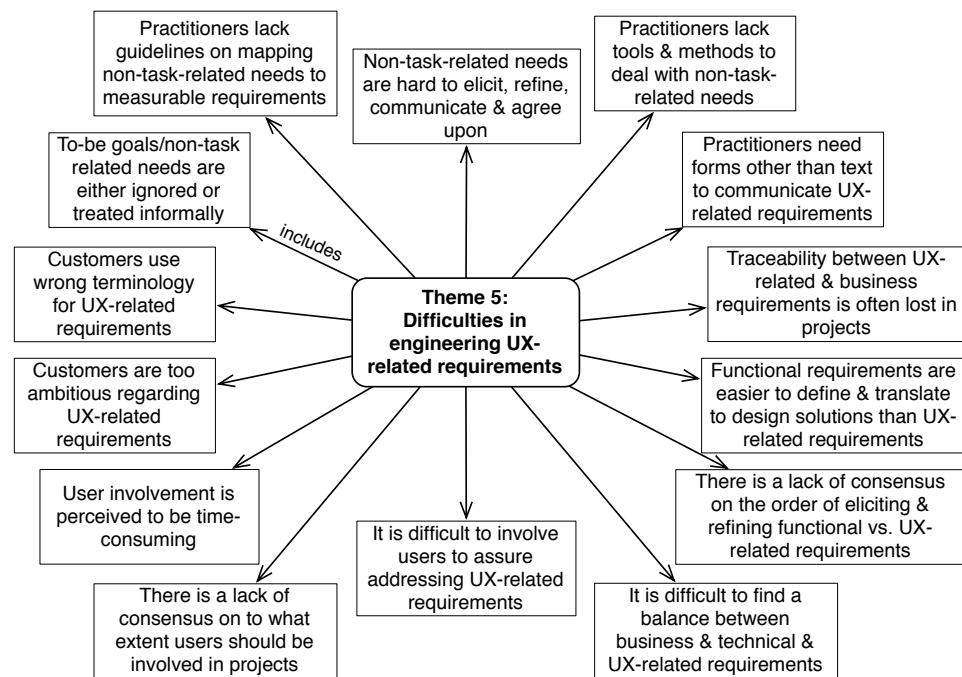 Practitioners lack
guidelines on mapping
non-task-related needs to
measurable requirements
Non-task-related needs
are hard to elicit, refine,
communicate & agree
upon
Practitioners lack
tools & methods to
deal with non-task-
related needs
To-be goals/non-task
related needs are
either ignored or
treated informally
Practitioners need
forms other than text
to communicate UX-
related requirements
includes
Customers use
wrong terminology
for UX-related
requirements
Theme 5:
Difficulties in
engineering UX-
related requirements
Traceability between UX-
related & business
requirements is often lost in
projects
Customers are too
ambitious regarding
UX-related
requirements
Functional requirements are
easier to define & translate
to design solutions than UX-
related requirements
User involvement is
perceived to be time-
consuming
There is a lack of consensus
on the order of eliciting &
refining functional vs. UX-
related requirements
It is difficult to involve
users to assure
addressing UX-related
requirements
There is a lack of
consensus on to what
extent users should be
involved in projects
It is difficult to find a
balance between
business & technical &
UX-related requirements